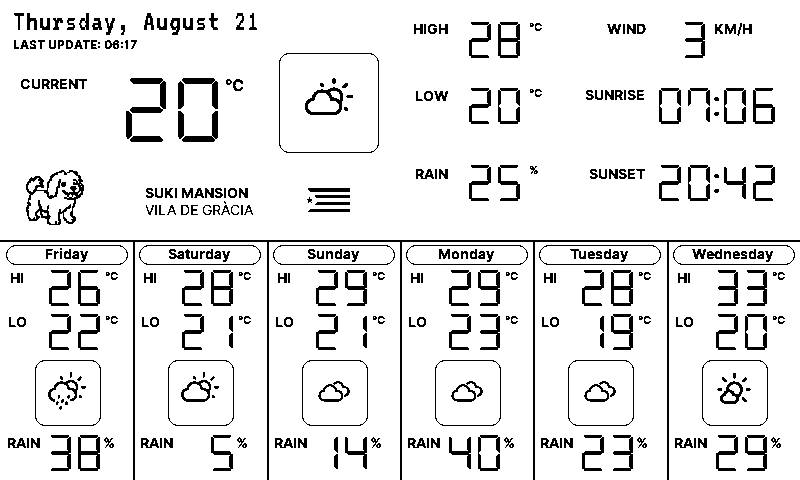 Thursday, August 21
LAST UPDATE: 06:17
CURRENT 20 °C
HIGH 28 °C
WIND 3 KM/H
LOW 20 °C
SUNRISE 07:06
RAIN 25 %
SUNSET 20:42
SUKI MANSION
VILA DE GRÀCIA
Friday
HI 26 °C
LO 22 °C
RAIN 38 %
Saturday
HI 28 °C
LO 21 °C
RAIN 5 %
Sunday
HI 29 °C
LO 21 °C
RAIN 14 %
Monday
HI 29 °C
LO 23 °C
RAIN 40 %
Tuesday
HI 28 °C
LO 19 °C
RAIN 23 %
Wednesday
HI 33 °C
LO 20 °C
RAIN 29 %